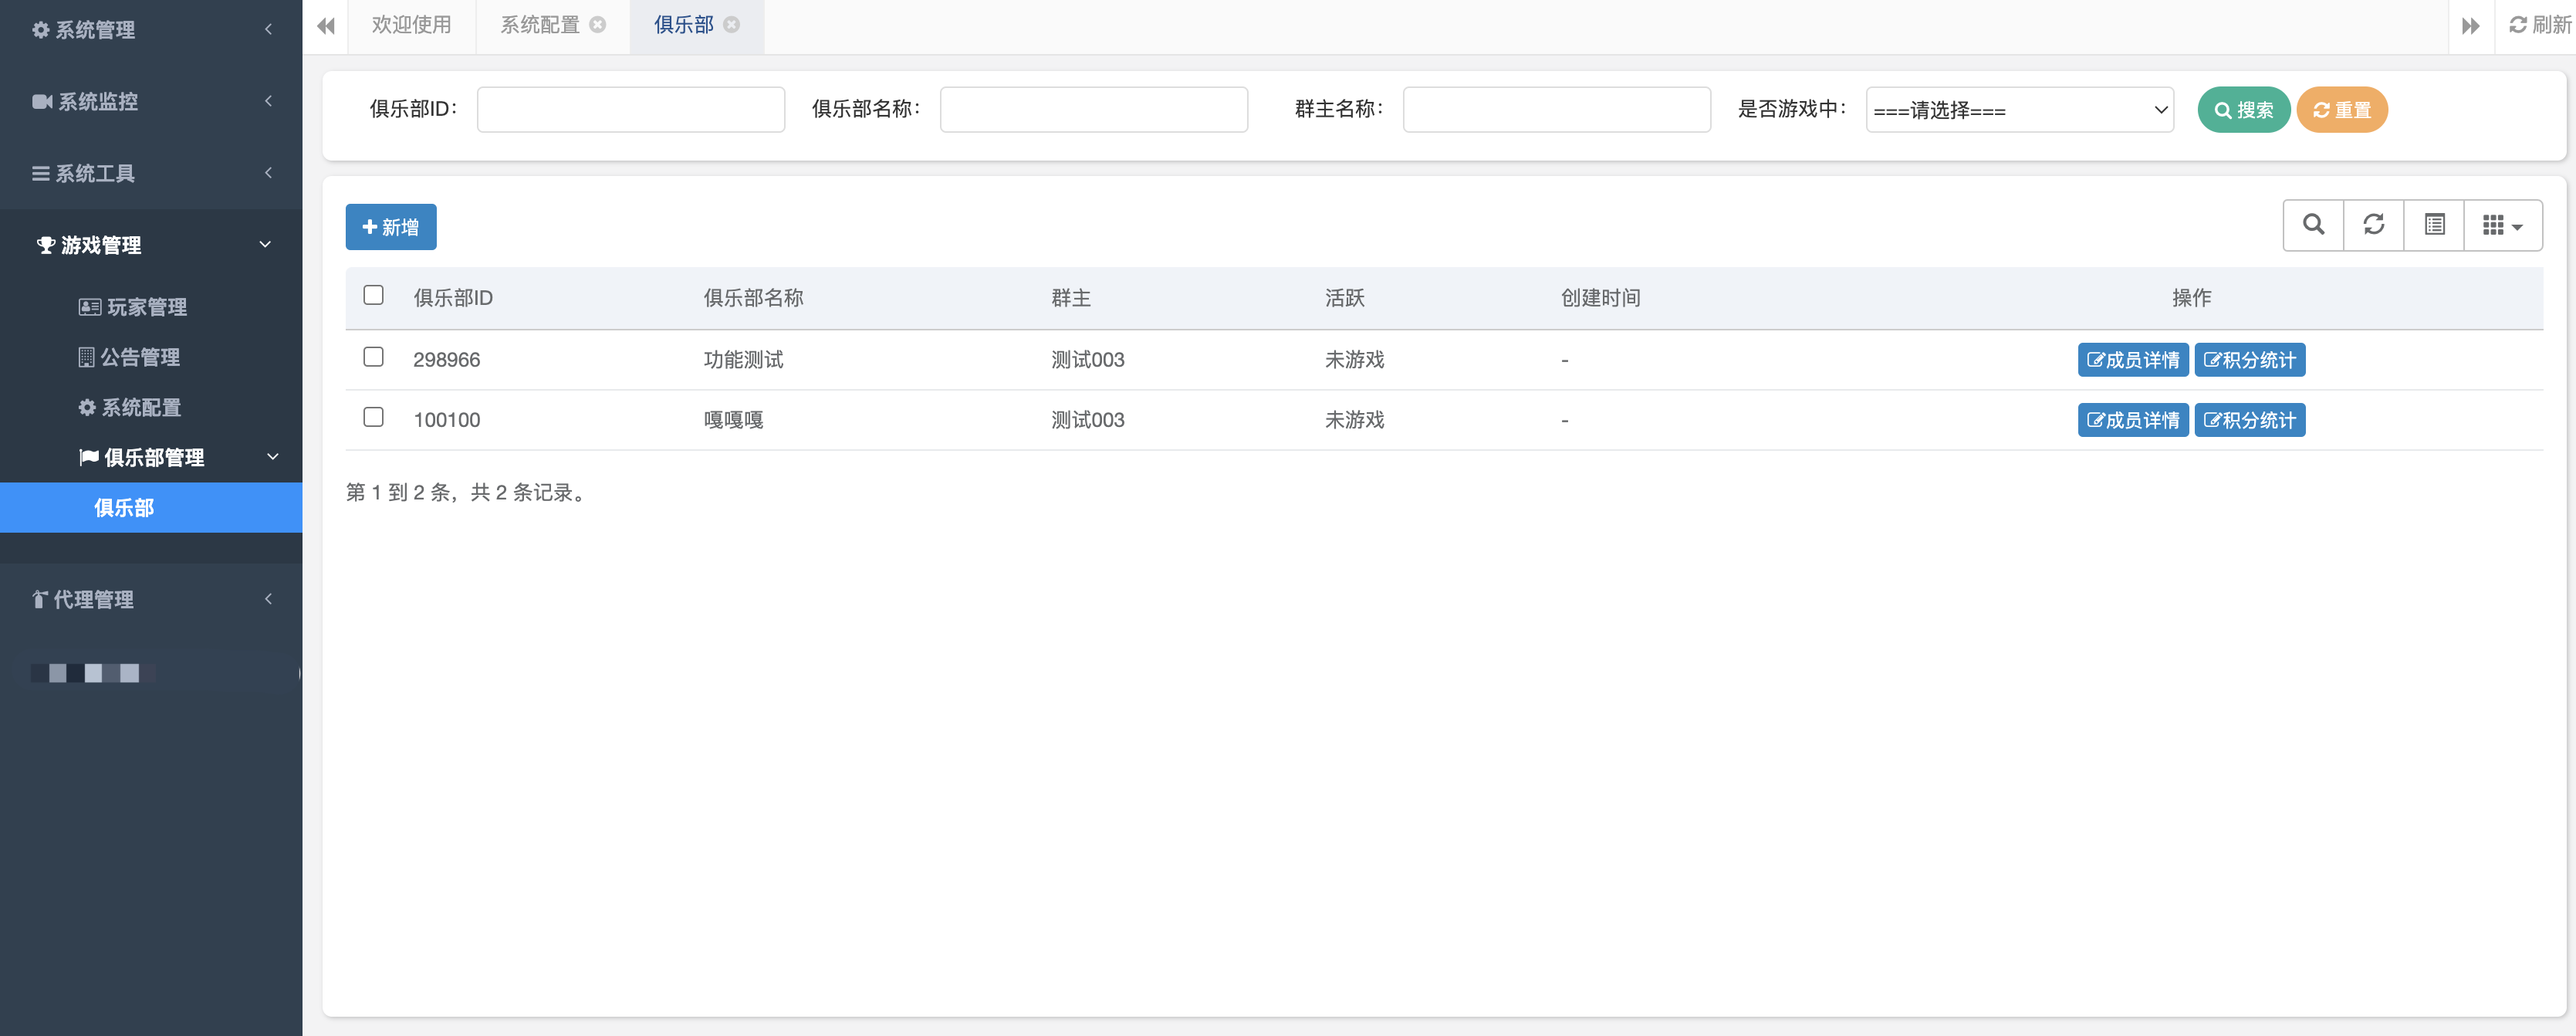 系统管理
系统监控
系统工具
游戏管理
玩家管理
公告管理
系统配置
俱乐部管理
俱乐部
代理管理
欢迎使用 系统配置 俱乐部 刷新
俱乐部ID： 俱乐部名称： 群主名称： 是否游戏中： ===请选择=== 搜索 重置
新增
俱乐部ID 俱乐部名称 群主 活跃 创建时间 操作
298966 功能测试 测试003 未游戏 - 成员详情 积分统计
100100 嘎嘎嘎 测试003 未游戏 - 成员详情 积分统计
第 1 到 2 条，共 2 条记录。